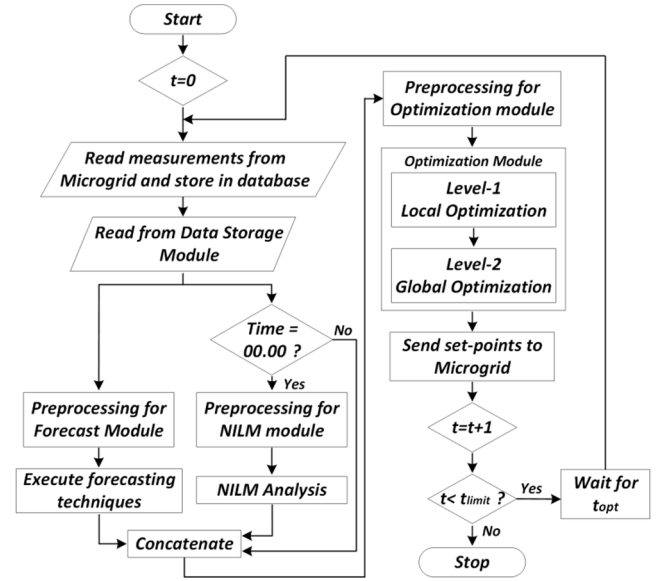 Start
t=0
Read measurements from
Microgrid and store in database
Read from Data Storage
Module
Time =
00.00 ?
No
Yes
Preprocessing for
Forecast Module
Preprocessing for
NILM module
Execute forecasting
techniques
NILM Analysis
Concatenate
Preprocessing for
Optimization module
Optimization Module
Level-1
Local Optimization
Level-2
Global Optimization
Send set-points to
Microgrid
t=t+1
t< tlimit ?
Yes
Wait for
topt
No
Stop